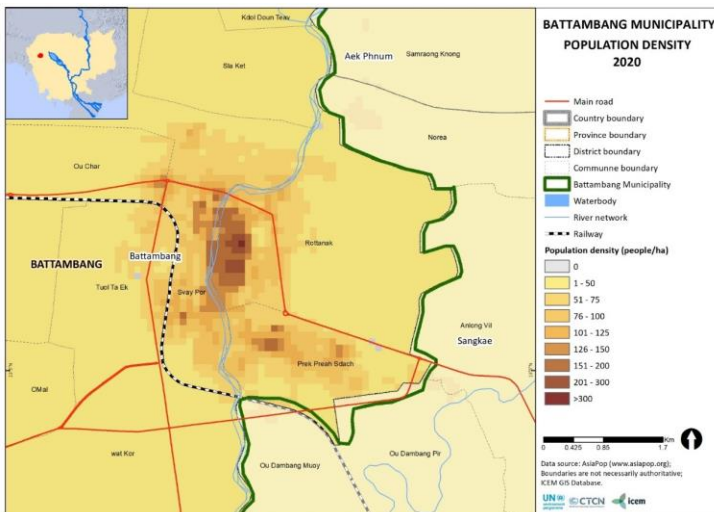 Kdol Doun Teav
Aek Phnum
Samraong Knong
Sla Ket
Norea
Ou Char
Rottanak
BATTAMBANG
Battambang
Tuol Ta Ek
Svay Por
Anlong Vil
Sangkae
Prek Preah Sdach
OMal
wat Kor
Ou Dambang Muoy
Ou Dambang Pir
BATTAMBANG MUNICIPALITY
POPULATION DENSITY
2020
Main road
Country boundary
Province boundary
District boundary
Communne boundary
Battambang Municipality
Waterbody
River network
Railway
Population density (people/ha)
0
1 - 50
51 - 75
76 - 100
101 - 125
126 - 150
151 - 200
201 - 300
>300
Km
0 0.425 0.85 1.7
Data source: AsiaPop (www.asiapop.org);
Boundaries are not necessarily authoritative;
ICEM GIS Database.
UN
CTCN
icem